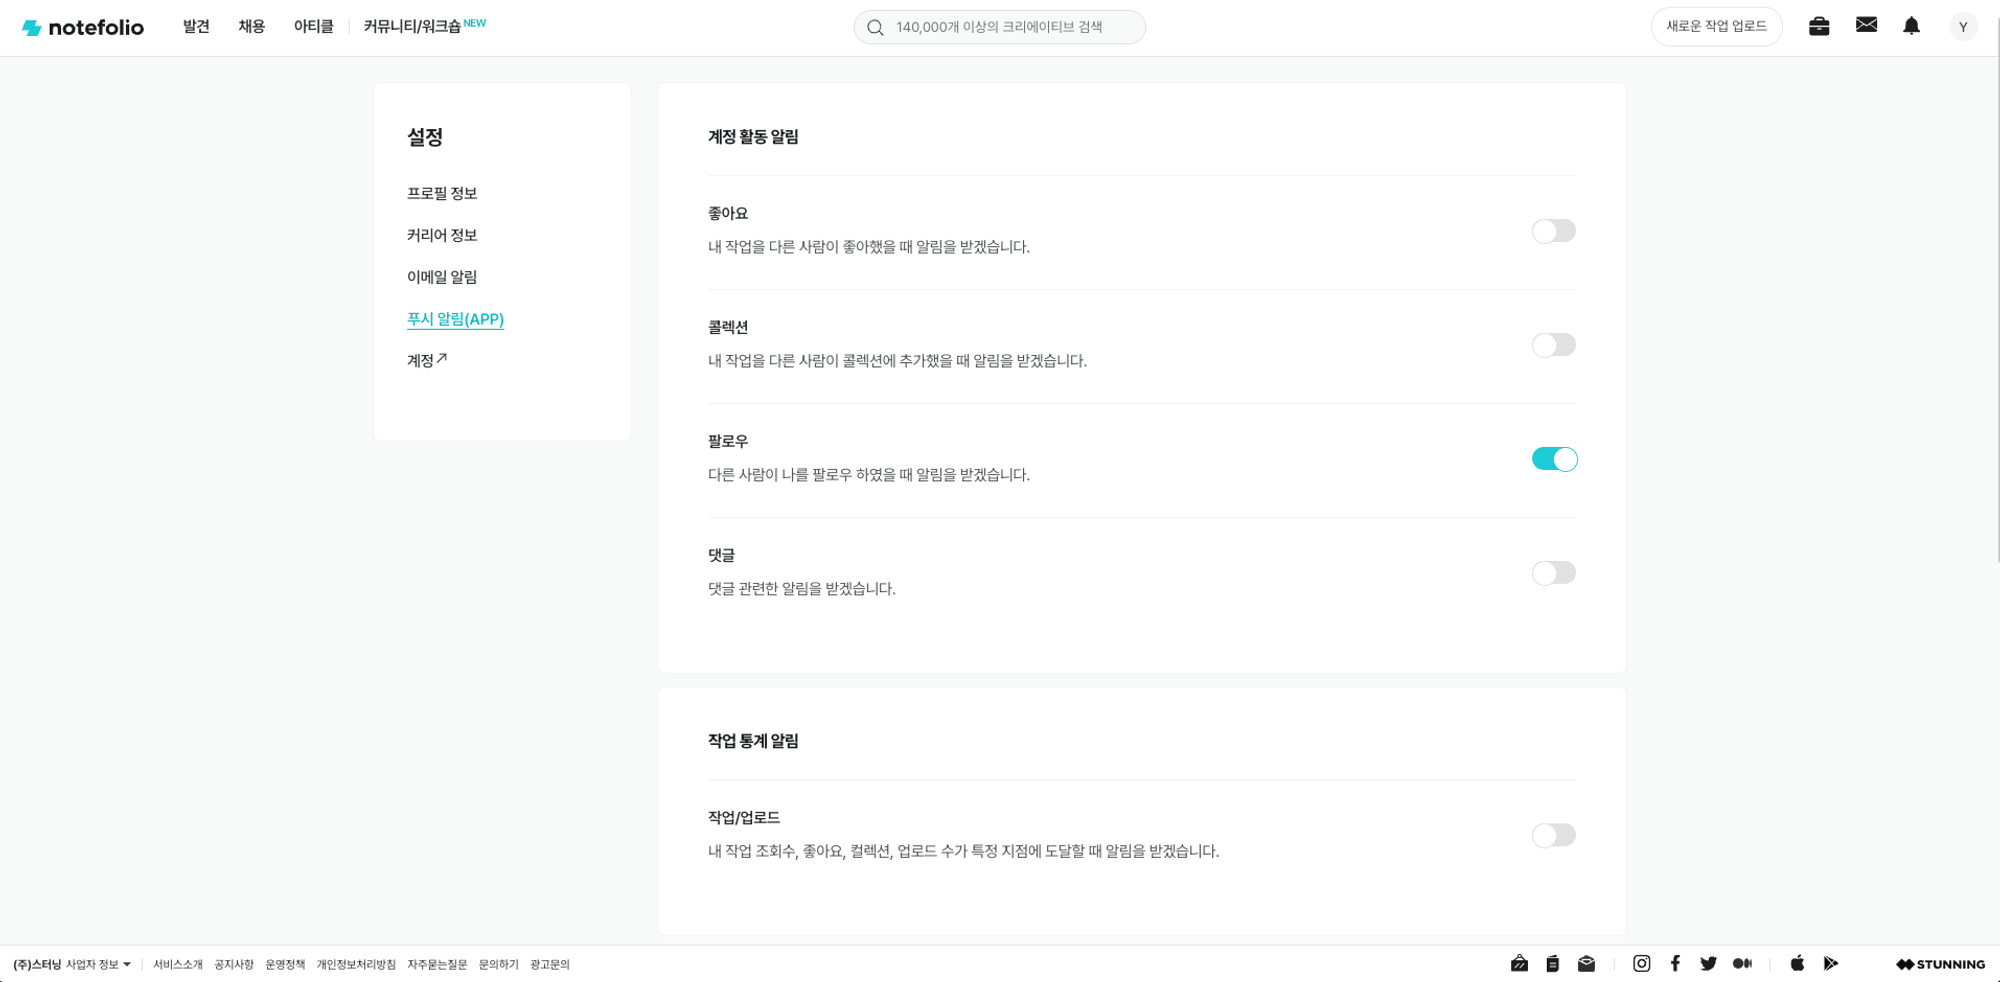 notefolio 발견 채용 아티클 커뮤니티/워크숍 NEW 140,000개 이상의 크리에이티브 검색 새로운 작업 업로드 Y
설정
프로필 정보
커리어 정보
이메일 알림
푸시 알림(APP)
계정↗
계정 활동 알림
좋아요
내 작업을 다른 사람이 좋아했을 때 알림을 받겠습니다.
콜렉션
내 작업을 다른 사람이 콜렉션에 추가했을 때 알림을 받겠습니다.
팔로우
다른 사람이 나를 팔로우 하였을 때 알림을 받겠습니다.
댓글
댓글 관련한 알림을 받겠습니다.
작업 통계 알림
작업/업로드
내 작업 조회수, 좋아요, 컬렉션, 업로드 수가 특정 지점에 도달할 때 알림을 받겠습니다.
(주)스터닝 사업자 정보 서비스소개 공지사항 운영정책 개인정보처리방침 자주묻는질문 문의하기 광고문의 STUNNING